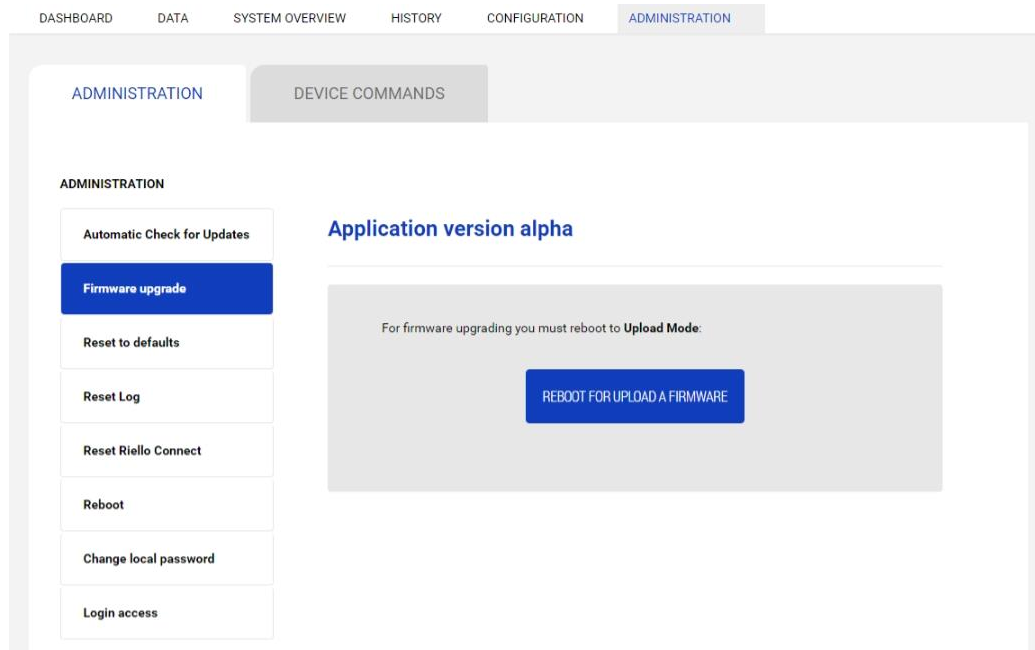 DASHBOARD DATA SYSTEM OVERVIEW HISTORY CONFIGURATION ADMINISTRATION
ADMINISTRATION DEVICE COMMANDS
ADMINISTRATION
Automatic Check for Updates
Firmware upgrade
Reset to defaults
Reset Log
Reset Riello Connect
Reboot
Change local password
Login access
Application version alpha
For firmware upgrading you must reboot to Upload Mode:
REBOOT FOR UPLOAD A FIRMWARE